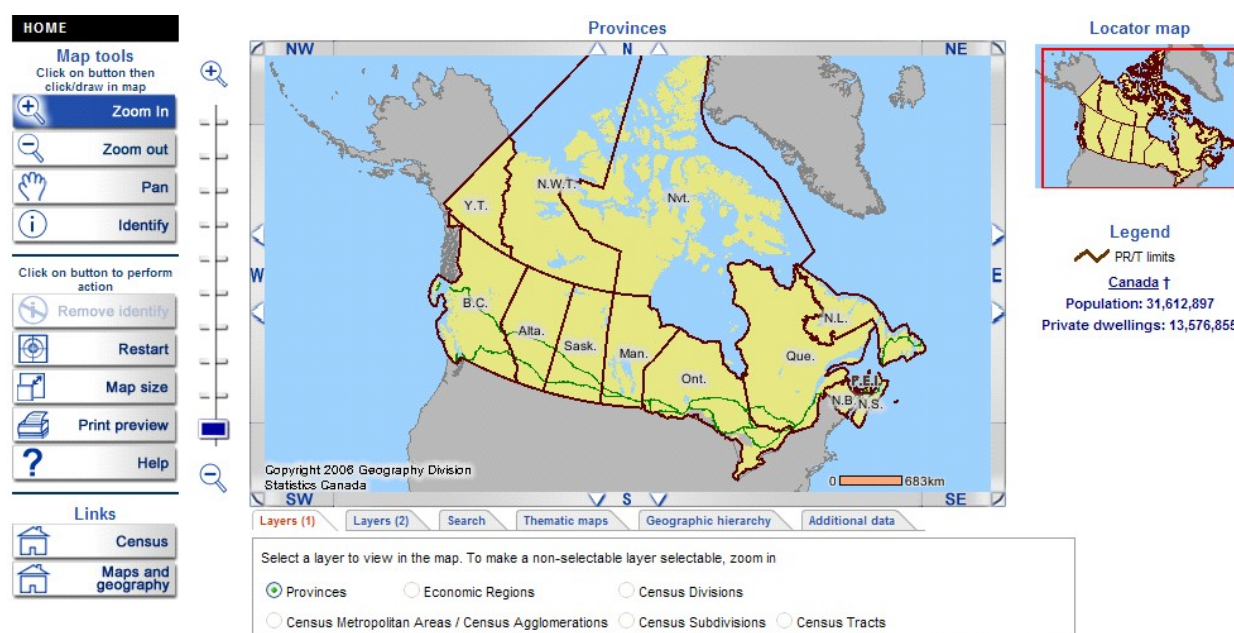 HOME
Map tools
Click on button then
click/draw in map
Zoom In
Zoom out
Pan
Identify
Click on button to perform
action
Remove identify
Restart
Map size
Print preview
Help
Links
Census
Maps and
geography
Provinces
NW
N
NE
W
E
Y.T.
N.W.T.
Nvt.
B.C.
Alta.
Sask.
Man.
Ont.
Que.
N.L.
P.E.I.
N.B.
N.S.
Copyright 2006 Geography Division
Statistics Canada
0 683km
SW
S
SE
Locator map
Legend
PR/T limits
Canada †
Population: 31,612,897
Private dwellings: 13,576,855
Layers (1)
Layers (2)
Search
Thematic maps
Geographic hierarchy
Additional data
Select a layer to view in the map. To make a non-selectable layer selectable, zoom in
Provinces
Economic Regions
Census Divisions
Census Metropolitan Areas / Census Agglomerations
Census Subdivisions
Census Tracts